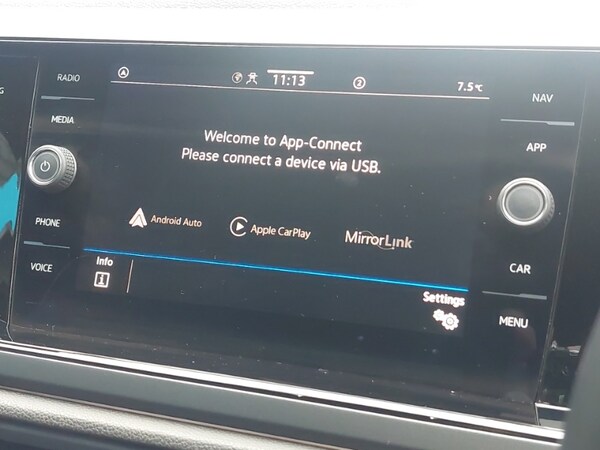 G
RADIO
11:13
2
7.5°C
NAV
MEDIA
Welcome to App-Connect
Please connect a device via USB.
APP
PHONE
Android Auto
Apple CarPlay
MirrorLink
VOICE
Info
CAR
Settings
MENU